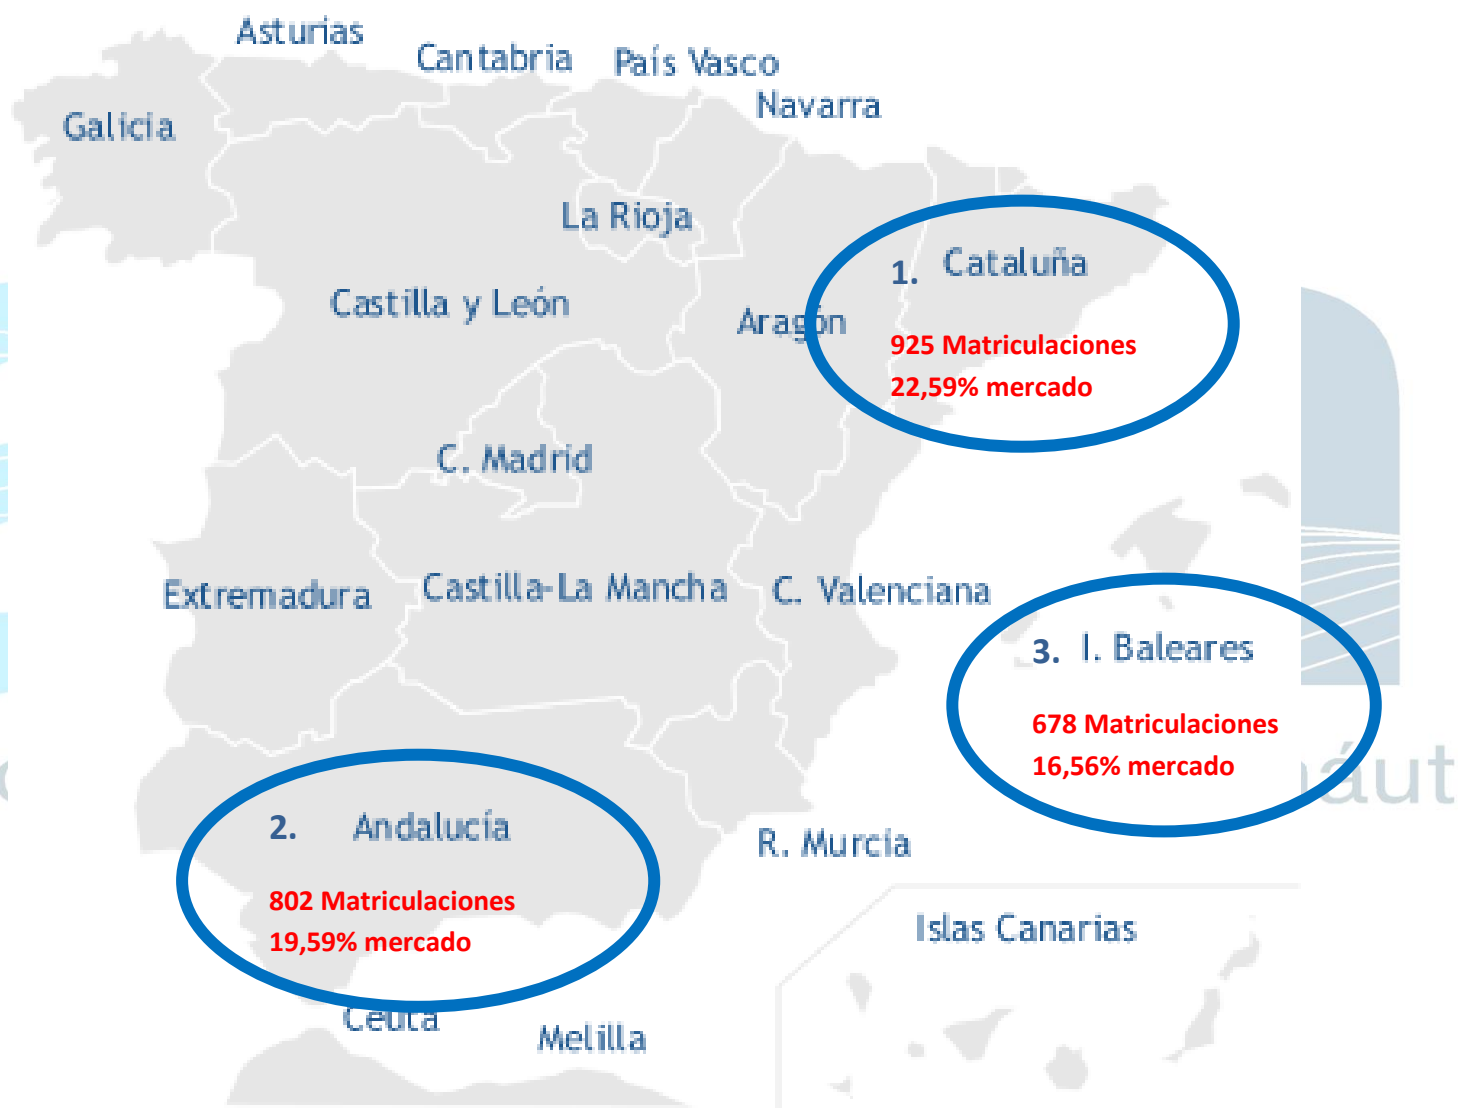 Asturias
Cantabria
País Vasco
Navarra
Galicia
La Rioja
1. Cataluña
Castilla y León
Aragón
925 Matriculaciones
22,59% mercado
C. Madrid
Extremadura
Castilla-La Mancha
C. Valenciana
3. I. Baleares
678 Matriculaciones
16,56% mercado
2. Andalucía
R. Murcia
802 Matriculaciones
19,59% mercado
Islas Canarias
Ceuta
Melilla